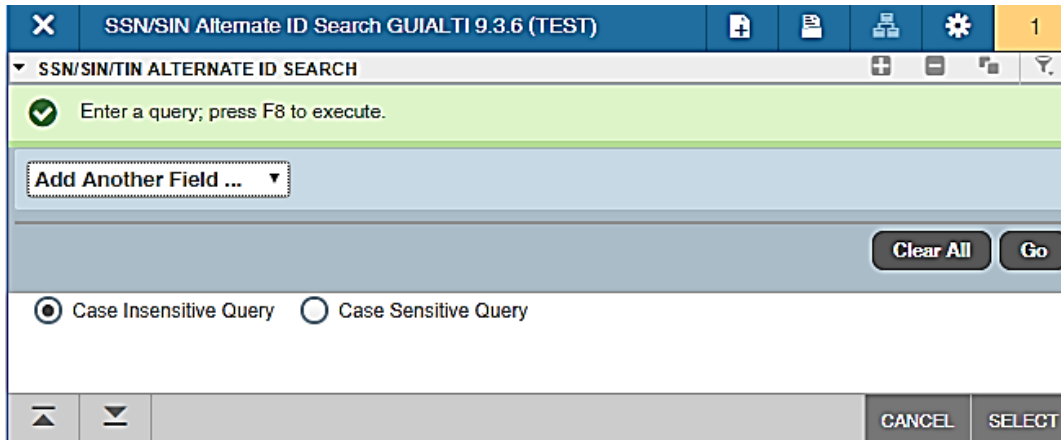 SSN/SIN Alternate ID Search GUIALTI 9.3.6 (TEST)
1
SSN/SIN/TIN ALTERNATE ID SEARCH
Enter a query; press F8 to execute.
Add Another Field ...
Clear All
Go
Case Insensitive Query
Case Sensitive Query
CANCEL
SELECT